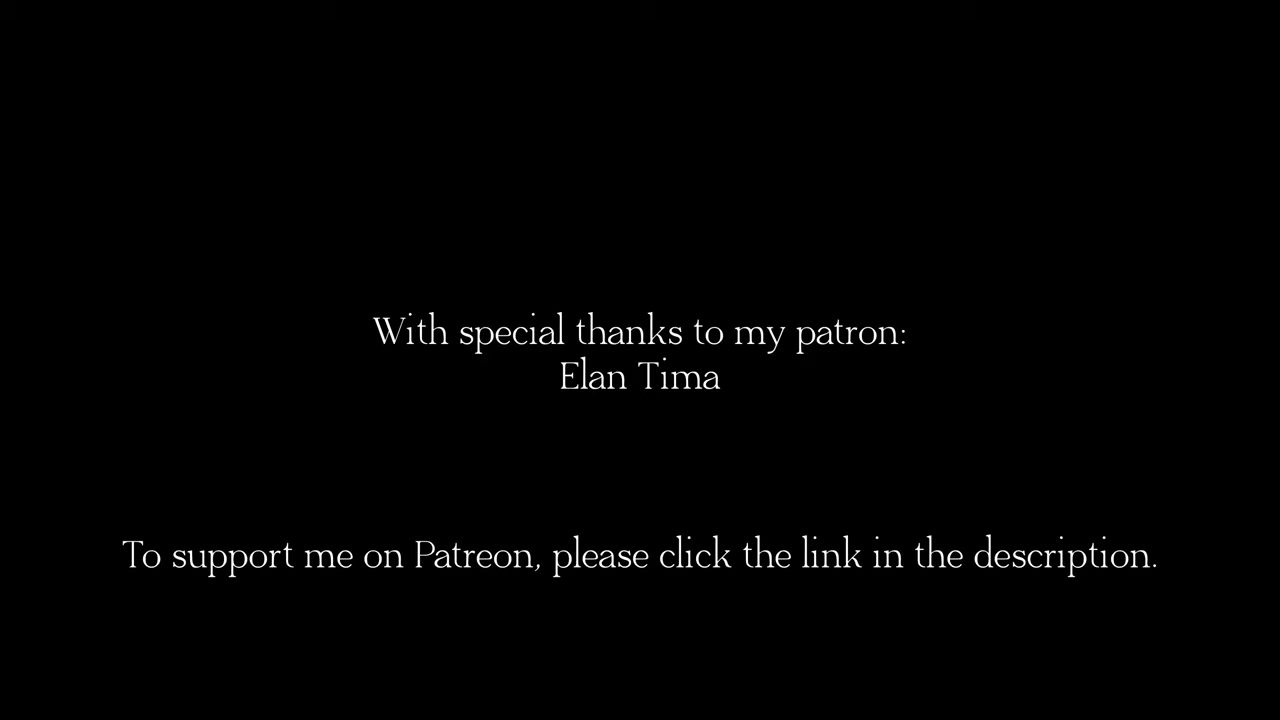 With special thanks to my patron:
Elan Tima
To support me on Patreon, please click the link in the description.